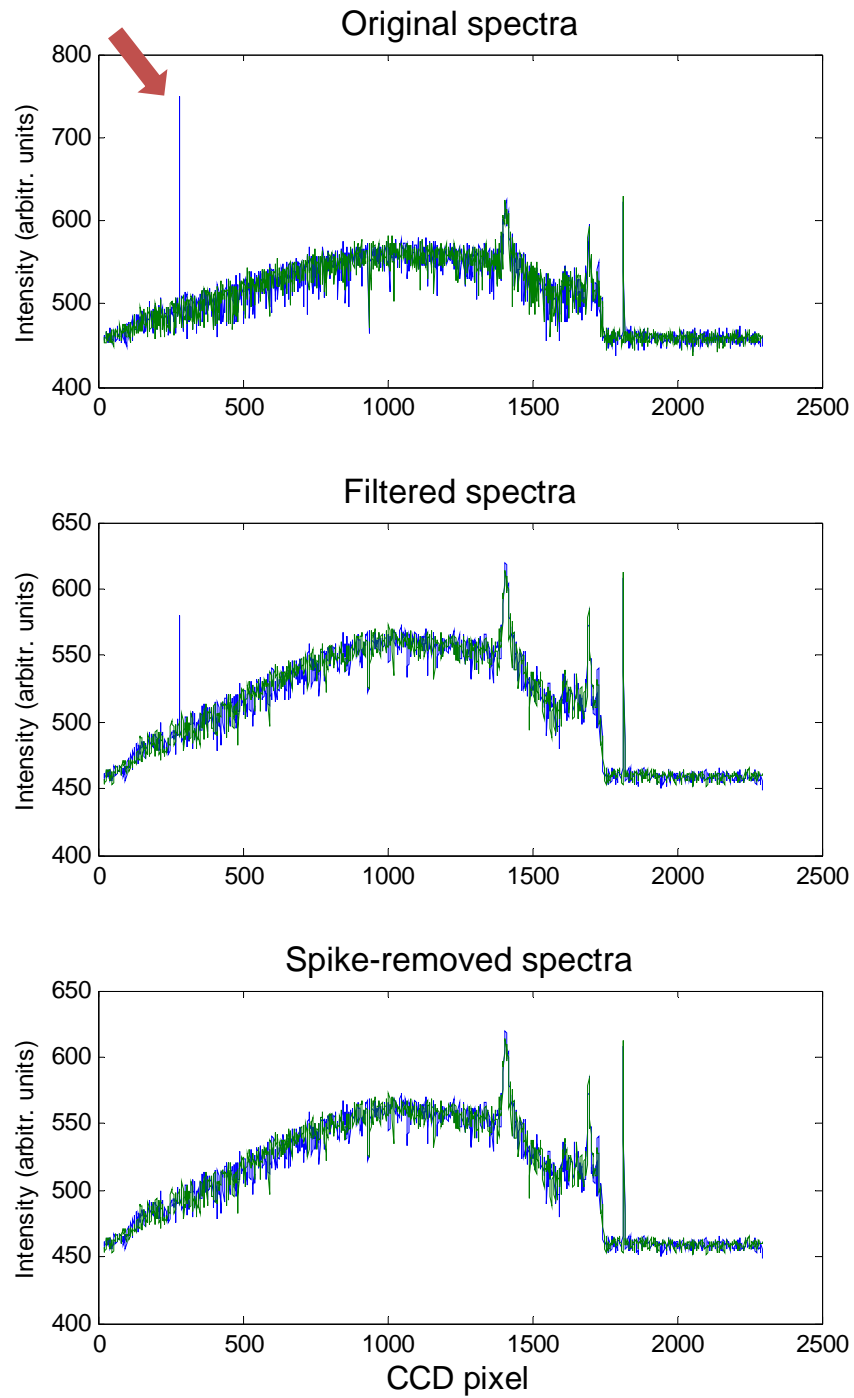 Original spectra
800
700
600
500
400
Intensity (arbitr. units)
0 500 1000 1500 2000 2500
Filtered spectra
650
600
550
500
450
400
Intensity (arbitr. units)
0 500 1000 1500 2000 2500
Spike-removed spectra
650
600
550
500
450
400
Intensity (arbitr. units)
0 500 1000 1500 2000 2500
CCD pixel